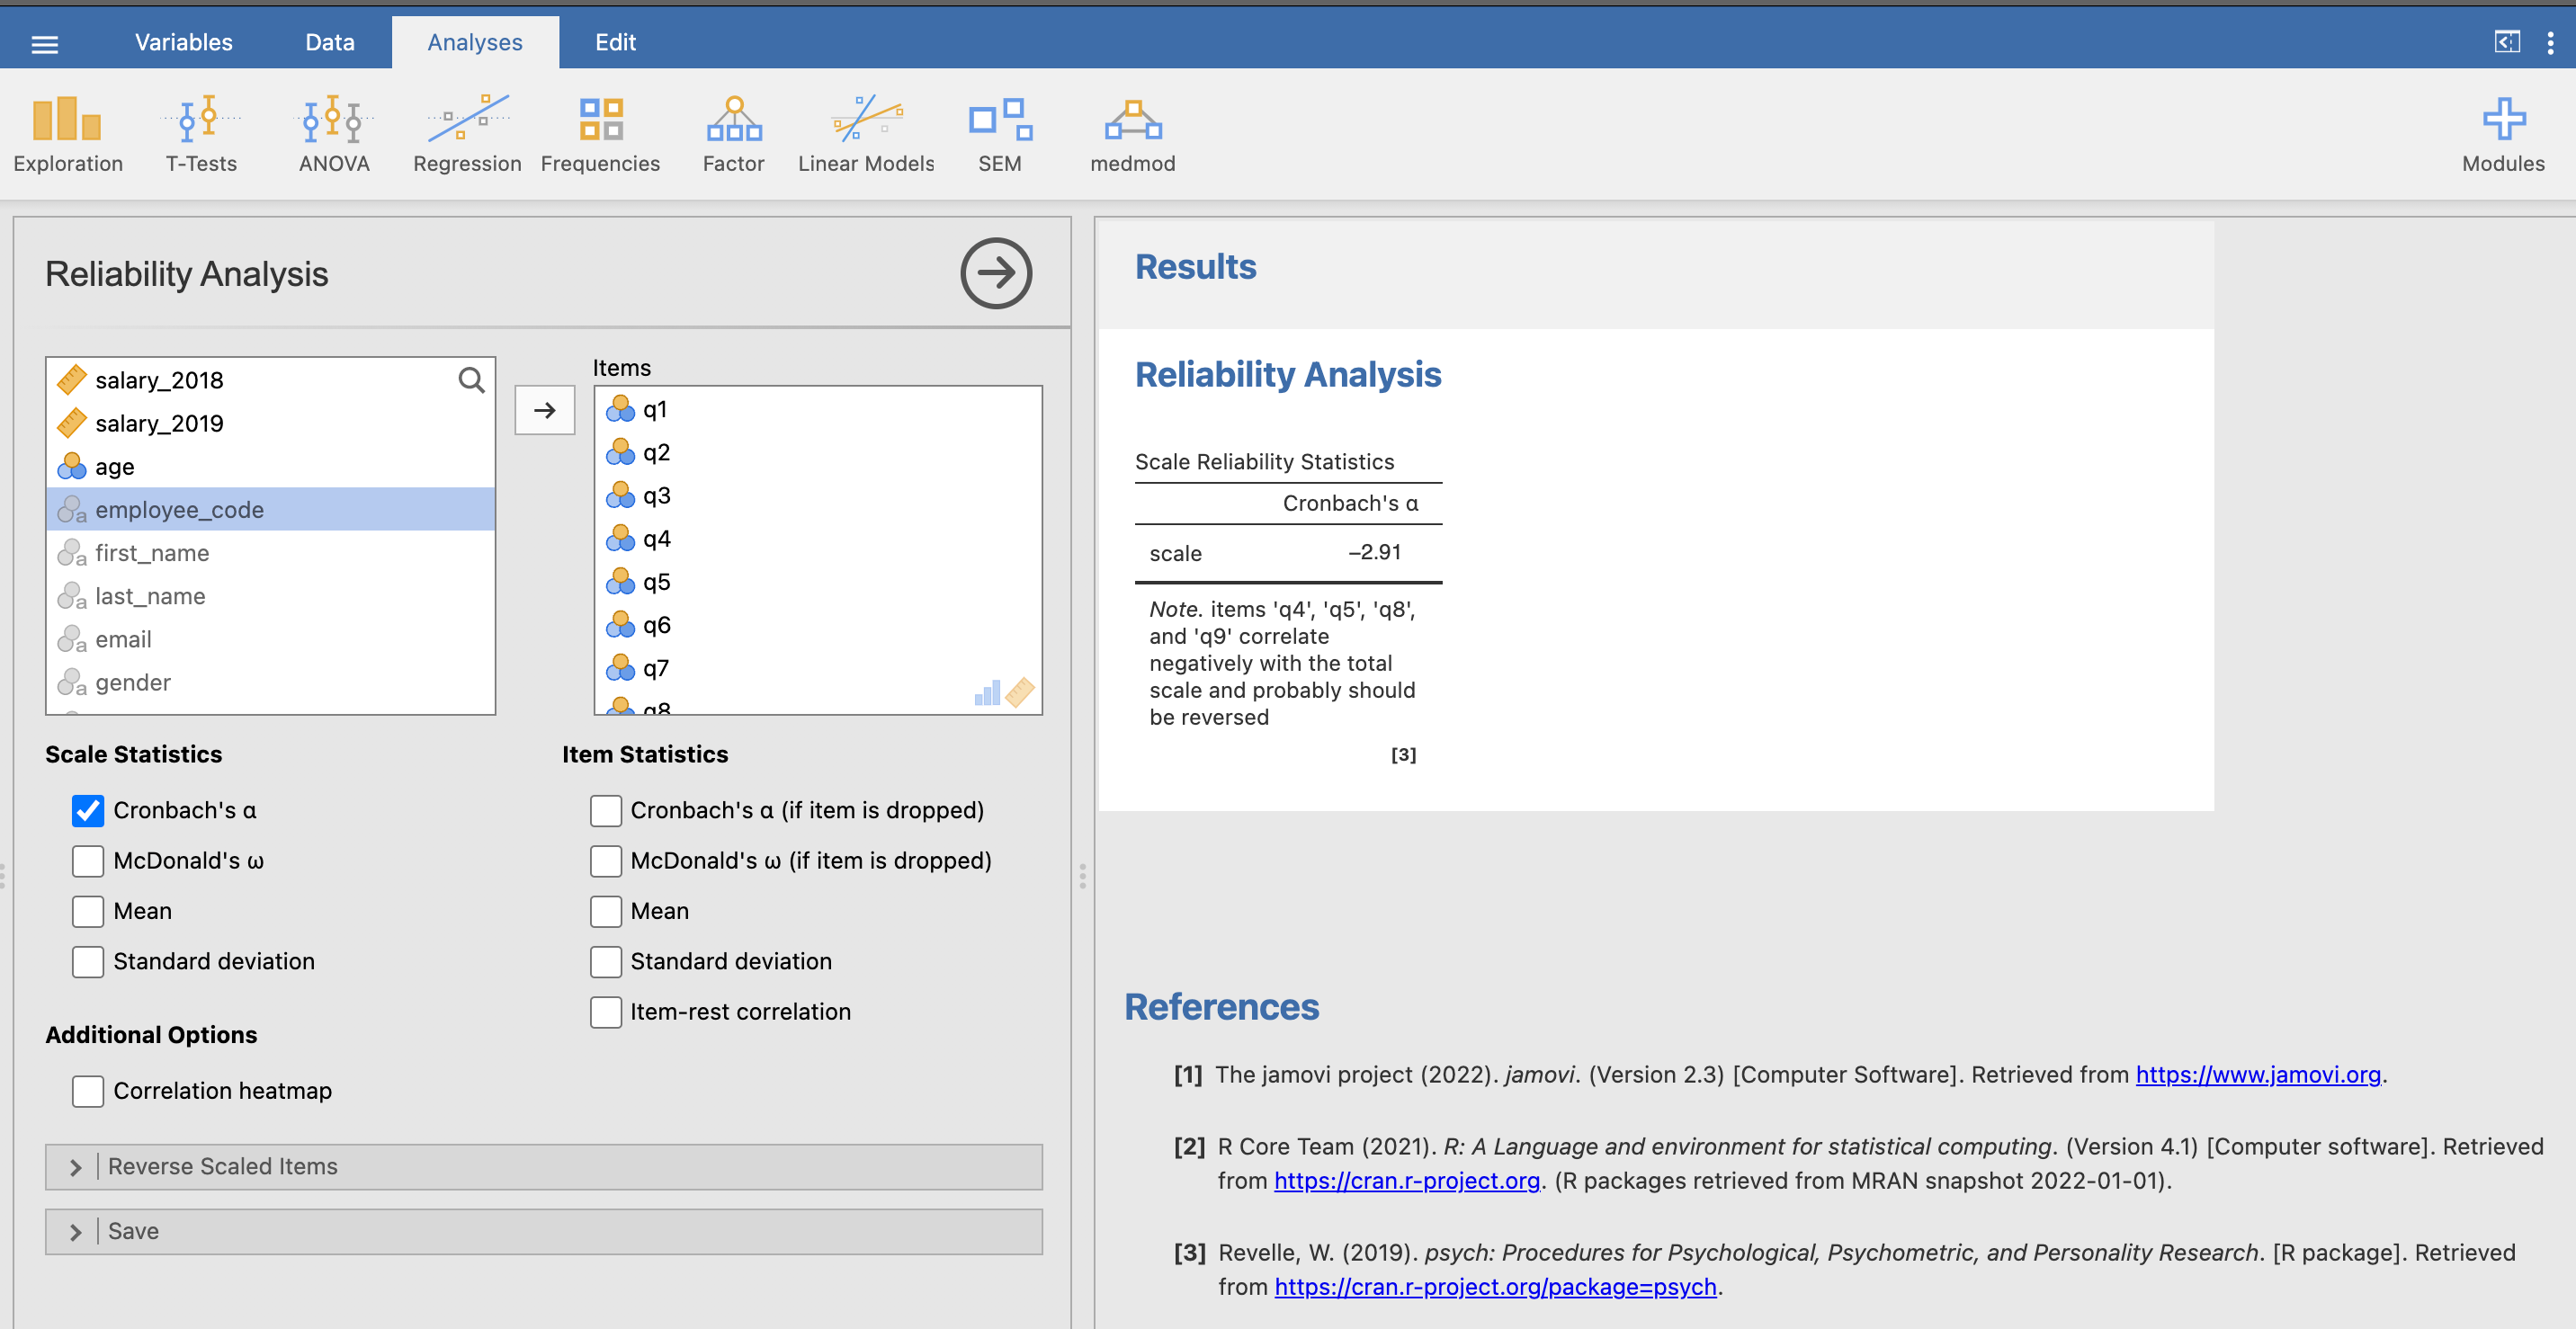 Variables Data Analyses Edit
Exploration T-Tests ANOVA Regression Frequencies Factor Linear Models SEM medmod Modules
Reliability Analysis
salary_2018
salary_2019
age
employee_code
first_name
last_name
email
gender
Items
q1
q2
q3
q4
q5
q6
q7
q8
Scale Statistics
Cronbach's α
McDonald's ω
Mean
Standard deviation
Item Statistics
Cronbach's α (if item is dropped)
McDonald's ω (if item is dropped)
Mean
Standard deviation
Item-rest correlation
Additional Options
Correlation heatmap
Reverse Scaled Items
Save
Results
Reliability Analysis
Scale Reliability Statistics
Cronbach's α
scale –2.91
Note. items 'q4', 'q5', 'q8',
and 'q9' correlate
negatively with the total
scale and probably should
be reversed
[3]
References
[1] The jamovi project (2022). jamovi. (Version 2.3) [Computer Software]. Retrieved from https://www.jamovi.org.
[2] R Core Team (2021). R: A Language and environment for statistical computing. (Version 4.1) [Computer software]. Retrieved
from https://cran.r-project.org. (R packages retrieved from MRAN snapshot 2022-01-01).
[3] Revelle, W. (2019). psych: Procedures for Psychological, Psychometric, and Personality Research. [R package]. Retrieved
from https://cran.r-project.org/package=psych.